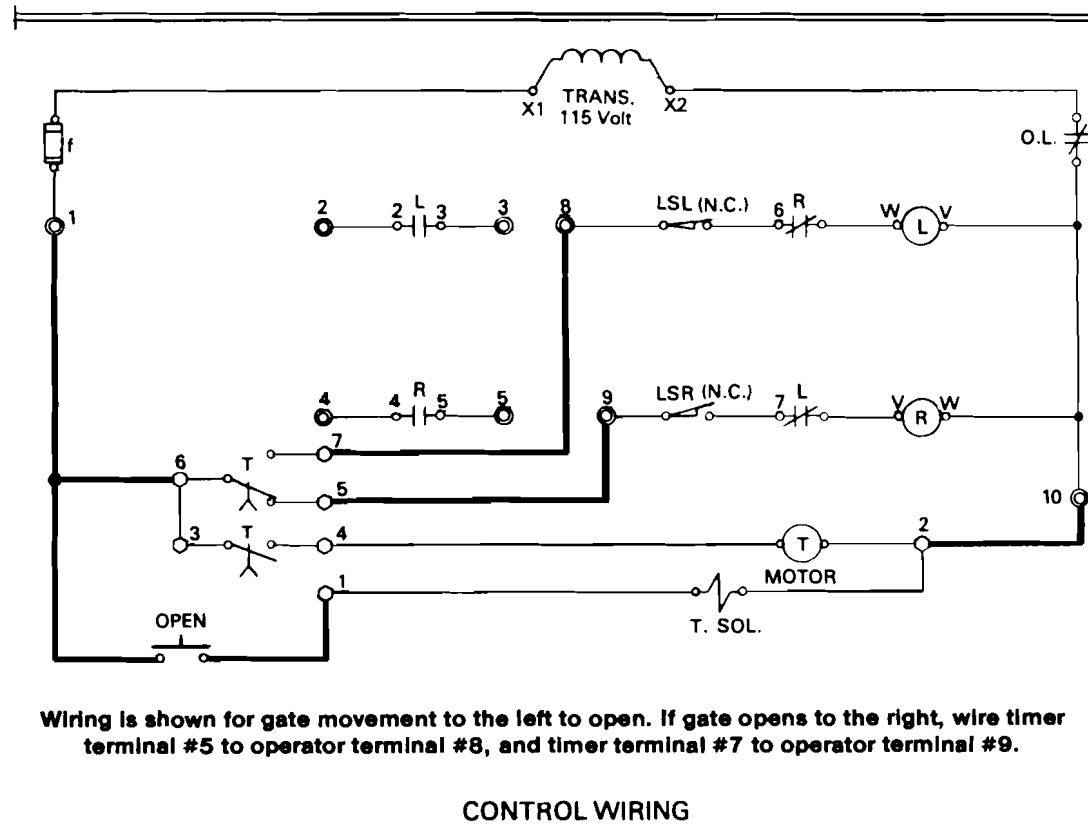 X1 TRANS. X2
115 Volt
f
O.L.
1
2 2 L 3 3 8 LSL (N.C.) 6 R W L V
4 4 R 5 5 9 LSR (N.C.) 7 L V R W
7
6 T
5
10
3 T 4 T 2
MOTOR
1
OPEN
T. SOL.
Wiring is shown for gate movement to the left to open. If gate opens to the right, wire timer
terminal #5 to operator terminal #8, and timer terminal #7 to operator terminal #9.
CONTROL WIRING